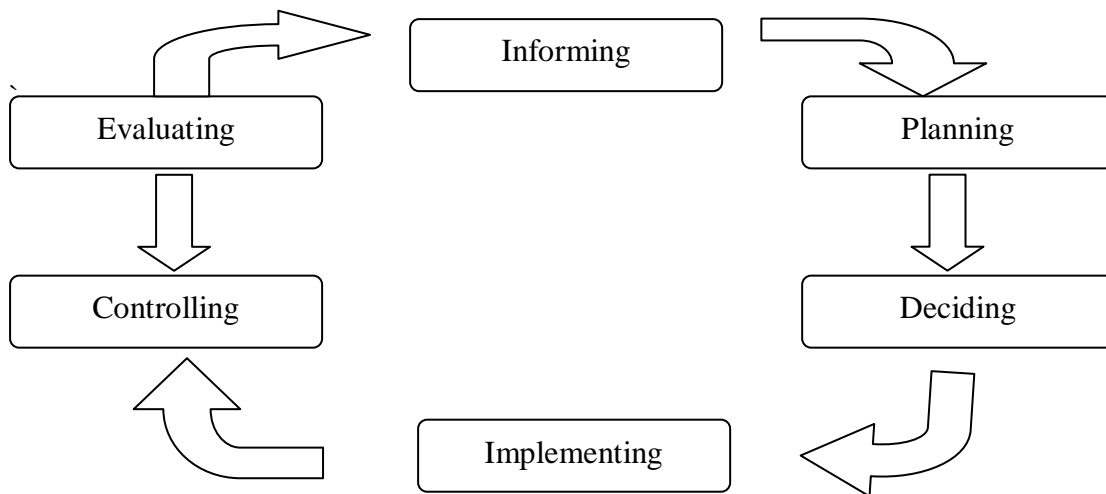 Informing
`
Evaluating
Planning
Controlling
Deciding
Implementing